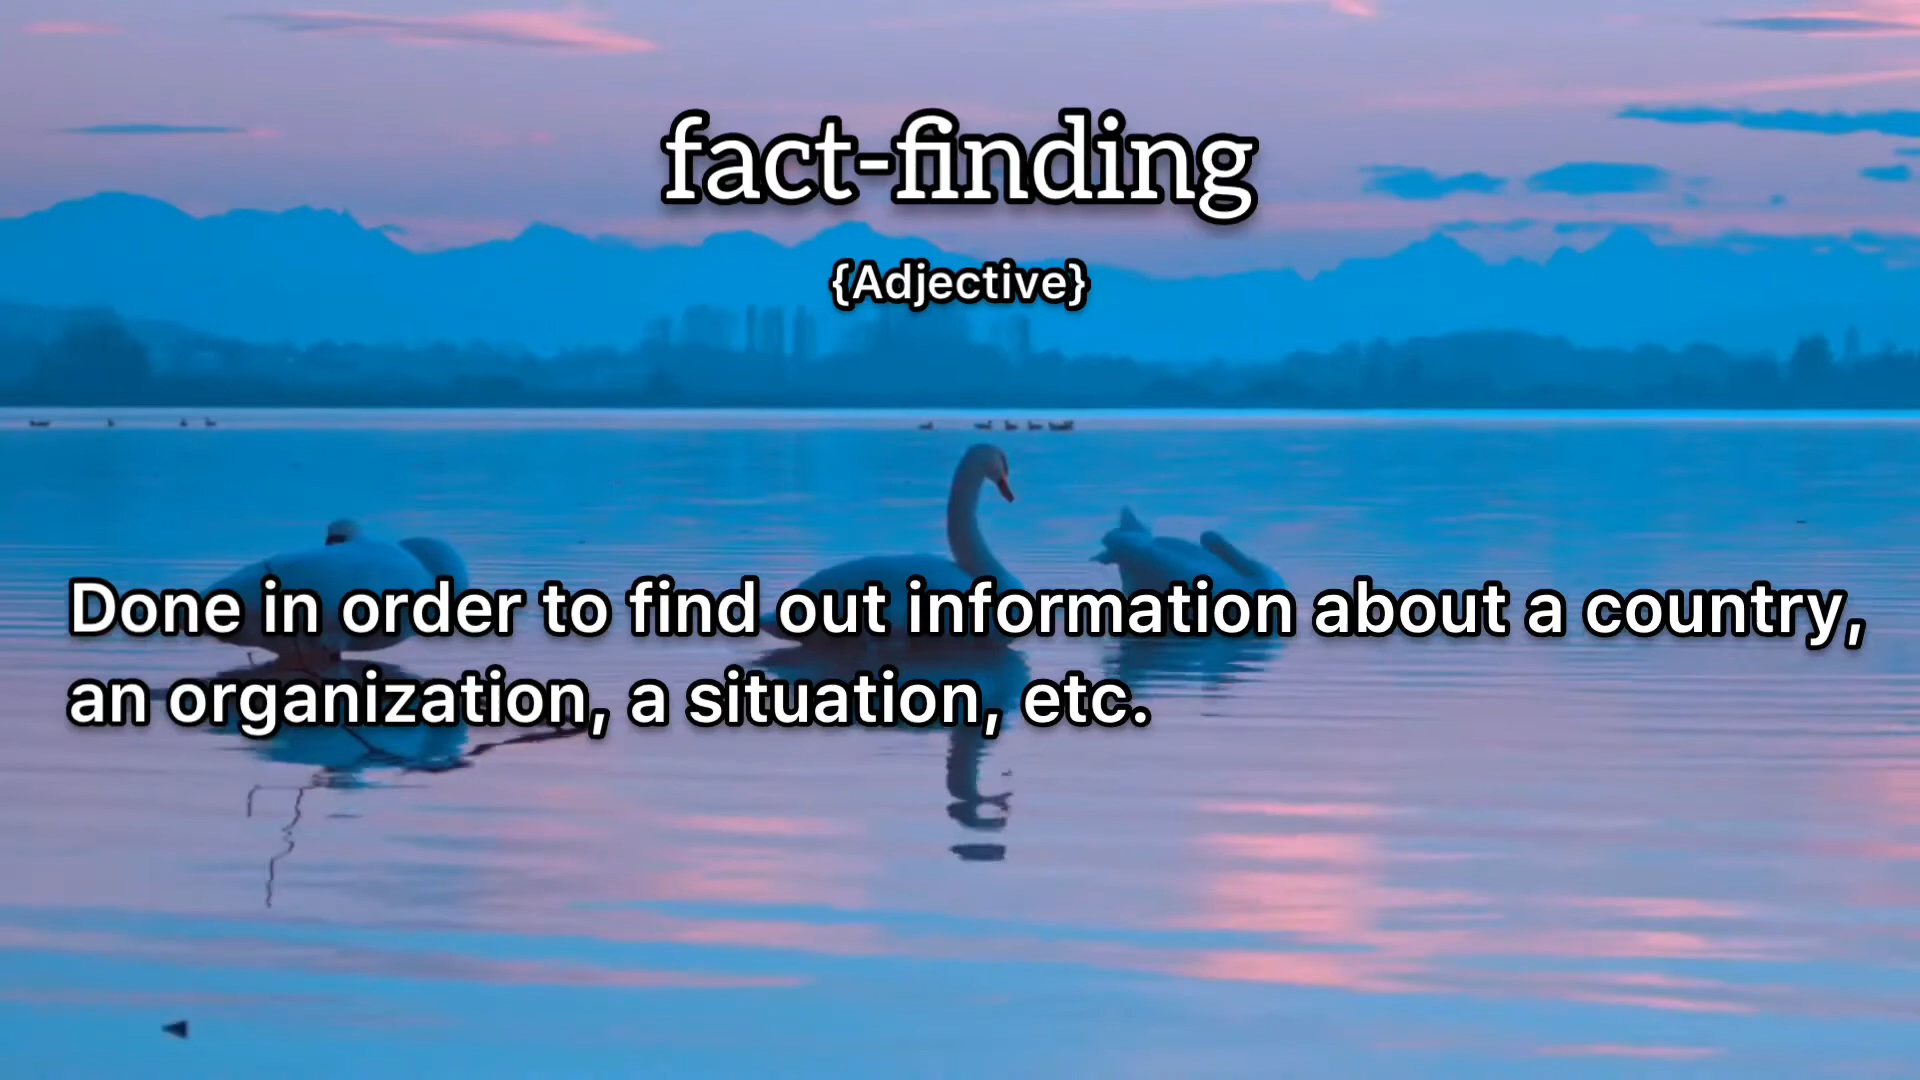 fact-finding
{Adjective}
Done in order to find out information about a country,
an organization, a situation, etc.